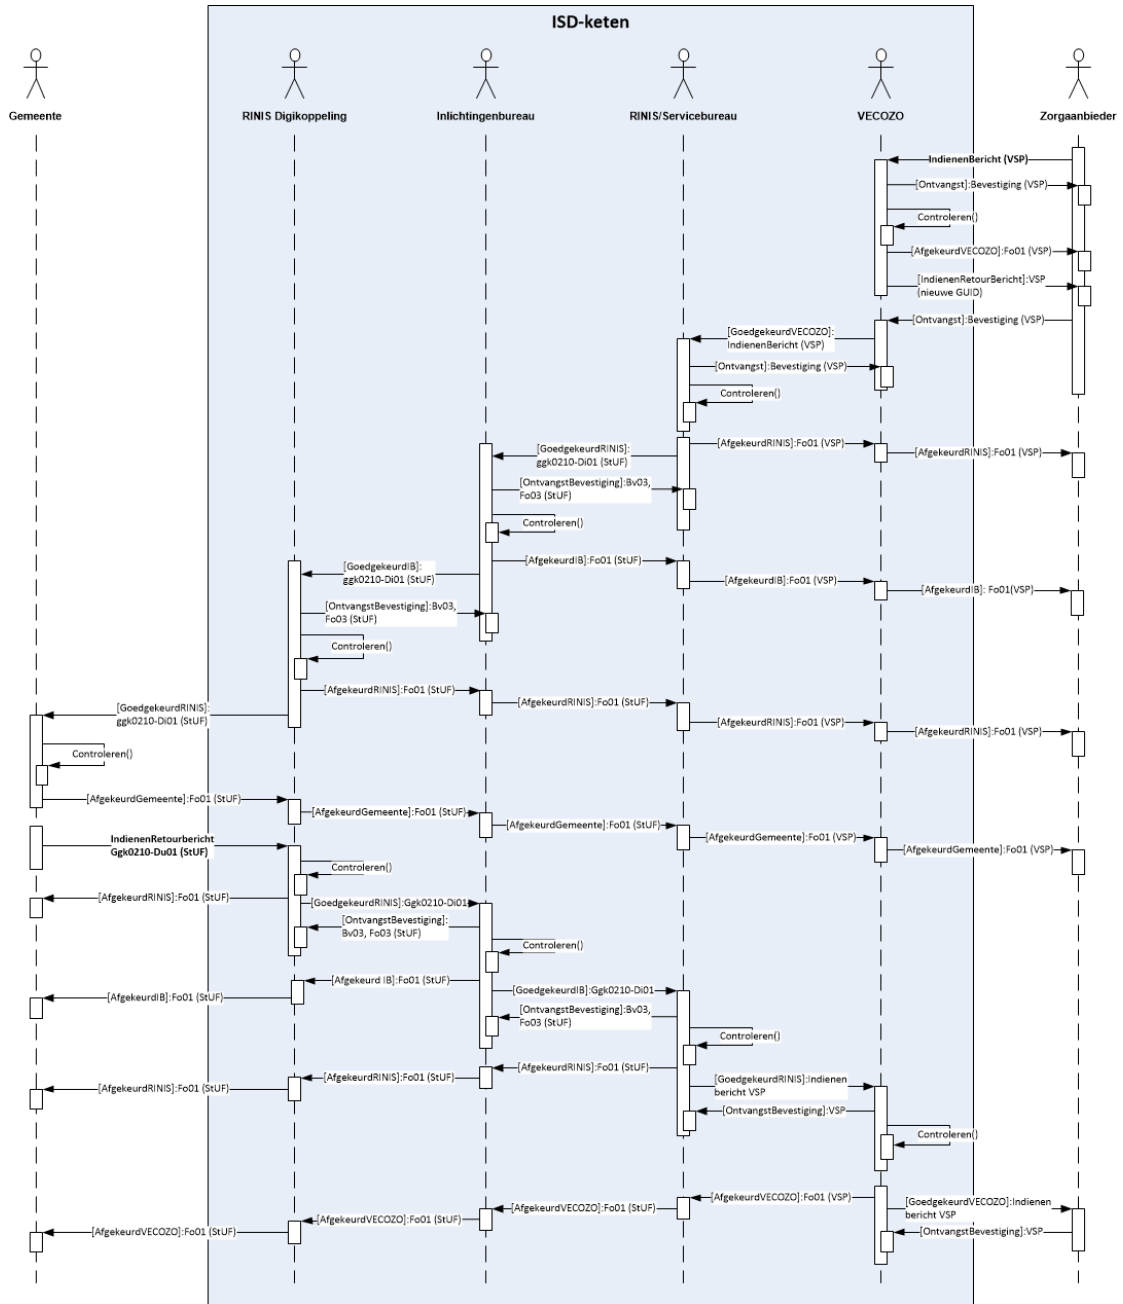 ISD-keten
Gemeente
RINIS Digikoppeling
Inlichtingenbureau
RINIS/Servicebureau
VECOZO
Zorgaanbieder
IndienenBericht (VSP)
[Ontvangst]:Bevestiging (VSP)
Controleren()
[AfgekeurdVECOZO]:Fo01 (VSP)
[IndienenRetourBericht]:VSP
(nieuwe GUID)
[Ontvangst]:Bevestiging (VSP)
[GoedgekeurdVECOZO]:
IndienenBericht (VSP)
[Ontvangst]:Bevestiging (VSP)
Controleren()
[AfgekeurdRINIS]:Fo01 (VSP)
[AfgekeurdRINIS]:Fo01 (VSP)
[GoedgekeurdRINIS]:
ggk0210-Di01 (StUF)
[OntvangstBevestiging]:Bv03,
Fo03 (StUF)
Controleren()
[AfgekeurdIB]:Fo01 (StUF)
[AfgekeurdIB]:Fo01 (VSP)
[AfgekeurdIB]: Fo01(VSP)
[GoedgekeurdIB]:
ggk0210-Di01 (StUF)
[OntvangstBevestiging]:Bv03,
Fo03 (StUF)
Controleren()
[AfgekeurdRINIS]:Fo01 (StUF)
[AfgekeurdRINIS]:Fo01 (StUF)
[AfgekeurdRINIS]:Fo01 (VSP)
[AfgekeurdRINIS]:Fo01 (VSP)
[GoedgekeurdRINIS]:
ggk0210-Di01 (StUF)
Controleren()
[AfgekeurdGemeente]:Fo01 (StUF)
[AfgekeurdGemeente]:Fo01 (StUF)
[AfgekeurdGemeente]:Fo01 (StUF)
[AfgekeurdGemeente]:Fo01 (VSP)
[AfgekeurdGemeente]:Fo01 (VSP)
IndienenRetourbericht
Ggk0210-Du01 (StUF)
Controleren()
[AfgekeurdRINIS]:Fo01 (StUF)
[GoedgekeurdRINIS]:Ggk0210-Di01
[OntvangstBevestiging]:
Bv03, Fo03 (StUF)
Controleren()
[Afgekeurd IB]:Fo01 (StUF)
[AfgekeurdIB]:Fo01 (StUF)
[GoedgekeurdIB]:Ggk0210-Di01
[OntvangstBevestiging]:Bv03,
Fo03 (StUF)
Controleren()
[AfgekeurdRINIS]:Fo01 (StUF)
[AfgekeurdRINIS]:Fo01 (StUF)
[AfgekeurdRINIS]:Fo01 (StUF)
[GoedgekeurdRINIS]:Indienen
bericht VSP
[OntvangstBevestiging]:VSP
Controleren()
[AfgekeurdVECOZO]:Fo01 (VSP)
[AfgekeurdVECOZO]:Fo01 (StUF)
[AfgekeurdVECOZO]:Fo01 (StUF)
[AfgekeurdVECOZO]:Fo01 (StUF)
[GoedgekeurdVECOZO]:Indienen
bericht VSP
[OntvangstBevestiging]:VSP